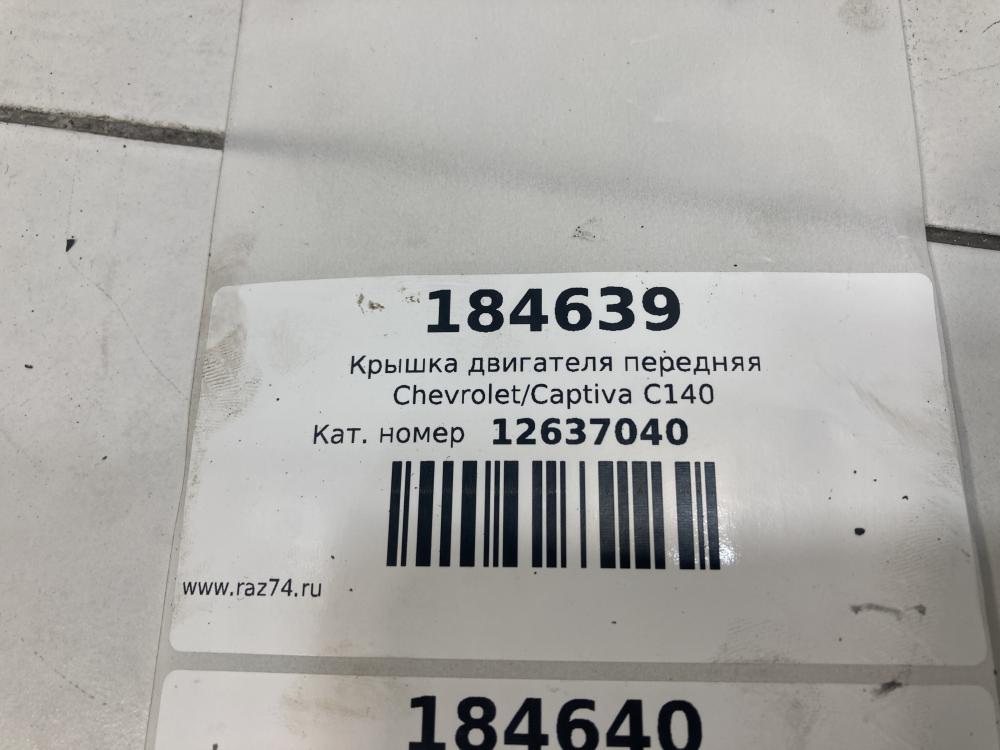 184639
Крышка двигателя передняя
Chevrolet/Captiva C140
Кат. номер 12637040
www.raz74.ru
184640